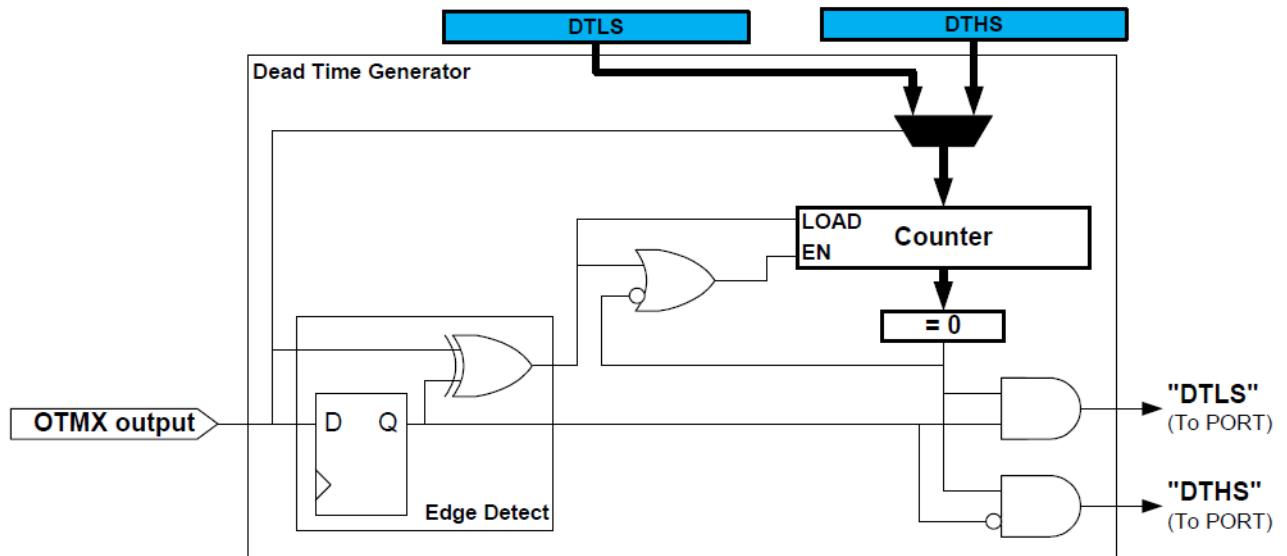 DTLS
DTHS
Dead Time Generator
LOAD
EN
Counter
= 0
OTMX output
D
Q
Edge Detect
"DTLS"
(To PORT)
"DTHS"
(To PORT)